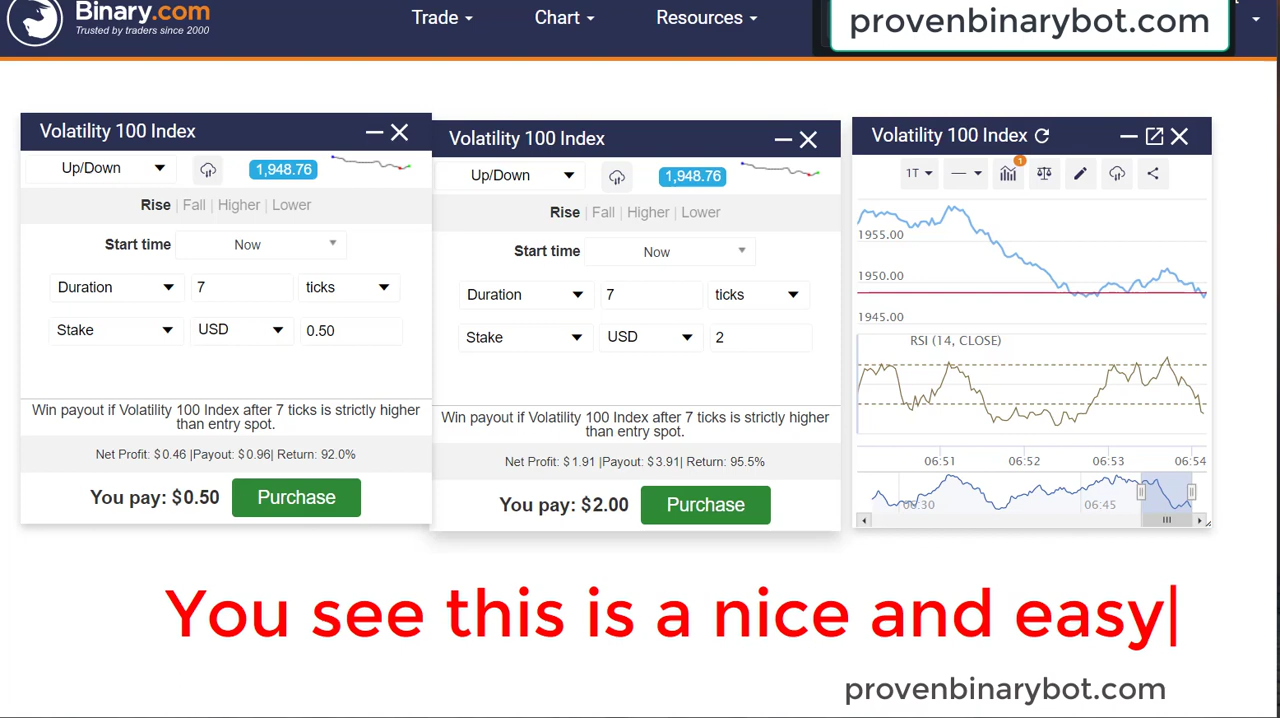 Binary.com
Trusted by traders since 2000
Trade
Chart
Resources
provenbinarybot.com
Volatility 100 Index
Up/Down
1,948.76
Rise | Fall | Higher | Lower
Start time
Now
Duration
7
ticks
Stake
USD
0.50
Win payout if Volatility 100 Index after 7 ticks is strictly higher
than entry spot.
Net Profit: $0.46 |Payout: $0.96| Return: 92.0%
You pay: $0.50
Purchase
Volatility 100 Index
Up/Down
1,948.76
Rise | Fall | Higher | Lower
Start time
Now
Duration
7
ticks
Stake
USD
2
Win payout if Volatility 100 Index after 7 ticks is strictly higher
than entry spot.
Net Profit: $1.91 |Payout: $3.91| Return: 95.5%
You pay: $2.00
Purchase
Volatility 100 Index
1T
1
1955.00
1950.00
1945.00
RSI (14, CLOSE)
06:51
06:52
06:53
06:54
06:30
06:45
You see this is a nice and easy
provenbinarybot.com